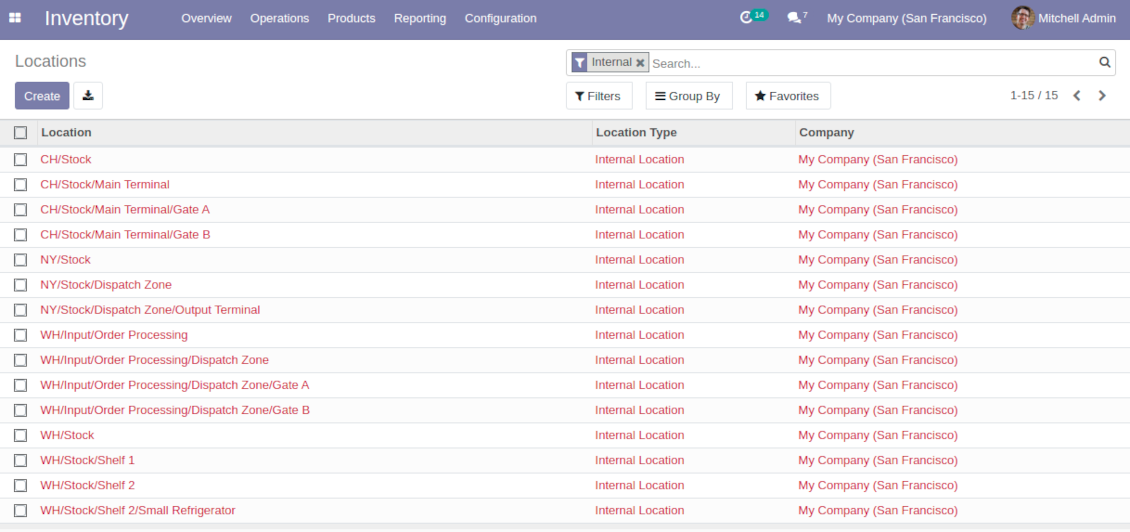 Inventory Overview Operations Products Reporting Configuration 14 7 My Company (San Francisco) Mitchell Admin
Locations Internal Search...
Create Filters Group By Favorites 1-15 / 15
Location Location Type Company
CH/Stock Internal Location My Company (San Francisco)
CH/Stock/Main Terminal Internal Location My Company (San Francisco)
CH/Stock/Main Terminal/Gate A Internal Location My Company (San Francisco)
CH/Stock/Main Terminal/Gate B Internal Location My Company (San Francisco)
NY/Stock Internal Location My Company (San Francisco)
NY/Stock/Dispatch Zone Internal Location My Company (San Francisco)
NY/Stock/Dispatch Zone/Output Terminal Internal Location My Company (San Francisco)
WH/Input/Order Processing Internal Location My Company (San Francisco)
WH/Input/Order Processing/Dispatch Zone Internal Location My Company (San Francisco)
WH/Input/Order Processing/Dispatch Zone/Gate A Internal Location My Company (San Francisco)
WH/Input/Order Processing/Dispatch Zone/Gate B Internal Location My Company (San Francisco)
WH/Stock Internal Location My Company (San Francisco)
WH/Stock/Shelf 1 Internal Location My Company (San Francisco)
WH/Stock/Shelf 2 Internal Location My Company (San Francisco)
WH/Stock/Shelf 2/Small Refrigerator Internal Location My Company (San Francisco)